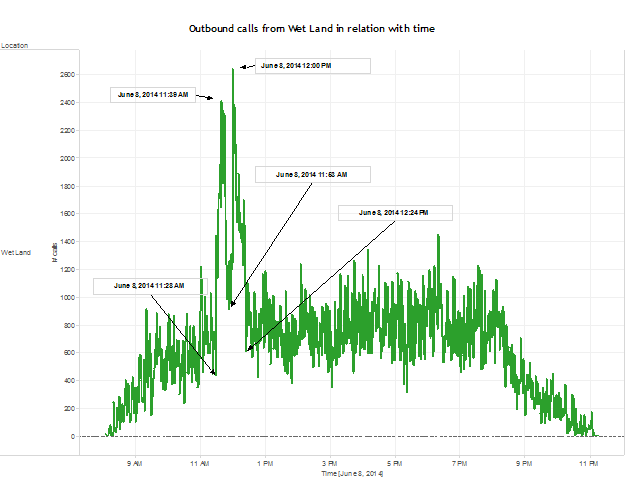 Outbound calls from Wet Land in relation with time
Location
June 8, 2014 12:00 PM
June 8, 2014 11:39 AM
June 8, 2014 11:53 AM
June 8, 2014 12:24 PM
June 8, 2014 11:28 AM
Wet Land
# calls
2600
2400
2200
2000
1800
1600
1400
1200
1000
800
600
400
200
0
9 AM 11 AM 1 PM 3 PM 5 PM 7 PM 9 PM 11 PM
Time [June 8, 2014]